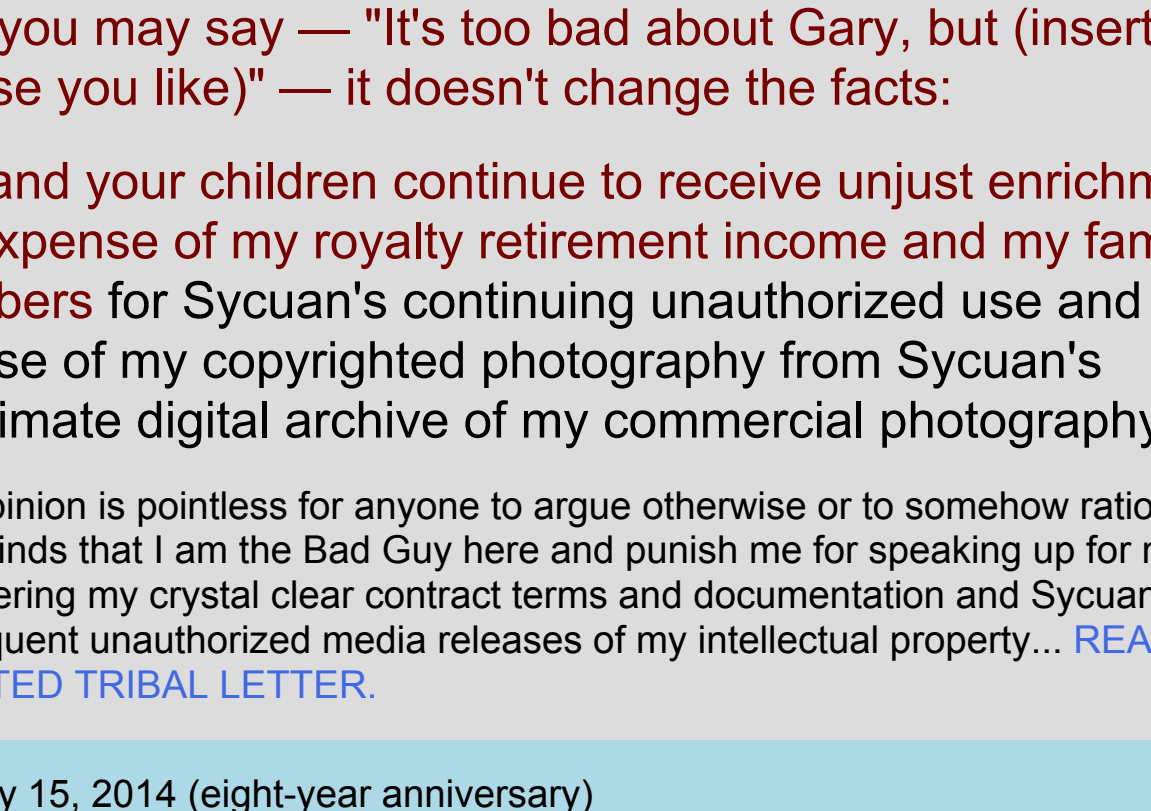 you may say — "It's too bad about Gary, but (insert
se you like)" — it doesn't change the facts:
and your children continue to receive unjust enrichm
xpense of my royalty retirement income and my fam
bers for Sycuan's continuing unauthorized use and
se of my copyrighted photography from Sycuan's
imate digital archive of my commercial photography
pinion is pointless for anyone to argue otherwise or to somehow ratio
inds that I am the Bad Guy here and punish me for speaking up for
ering my crystal clear contract terms and documentation and Sycuan
quent unauthorized media releases of my intellectual property... REA
TED TRIBAL LETTER.
y 15, 2014 (eight-year anniversary)